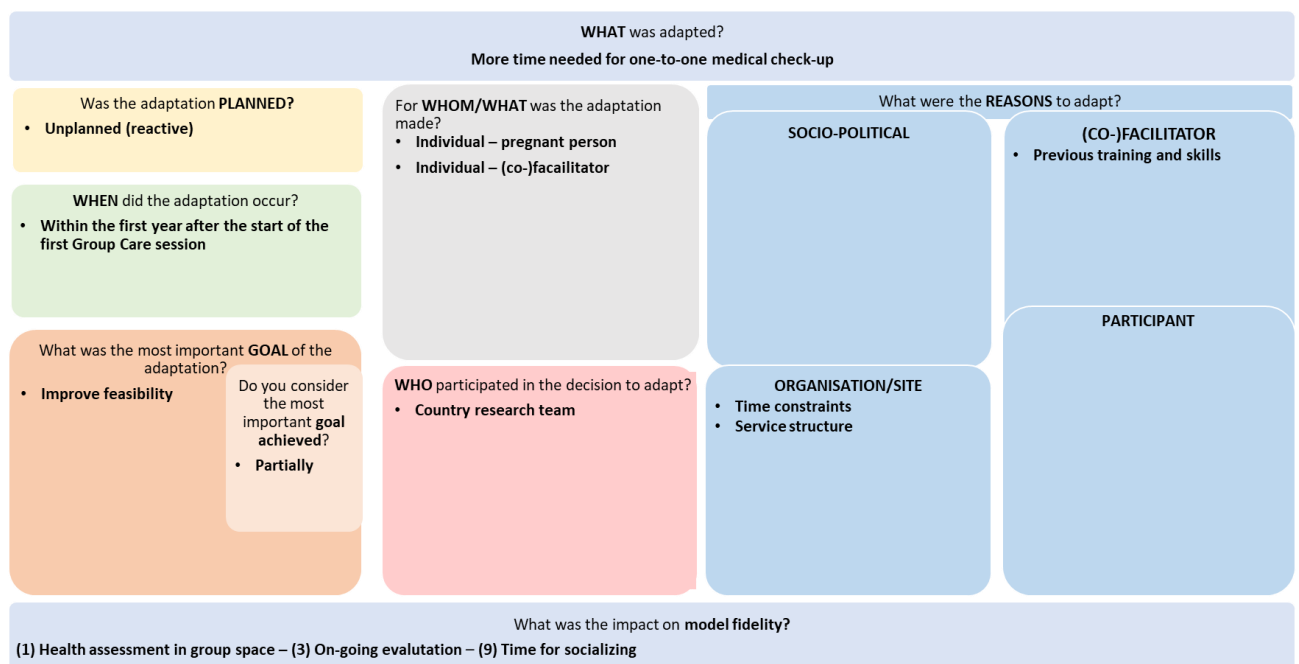 WHAT was adapted?
More time needed for one-to-one medical check-up
Was the adaptation PLANNED?
• Unplanned (reactive)
WHEN did the adaptation occur?
• Within the first year after the start of the
first Group Care session
What was the most important GOAL of the
adaptation?
• Improve feasibility
Do you consider
the most
important goal
achieved?
• Partially
For WHOM/WHAT was the adaptation
made?
• Individual – pregnant person
• Individual – (co-)facailitator
WHO participated in the decision to adapt?
• Country research team
What were the REASONS to adapt?
SOCIO-POLITICAL
(CO-)FACILITATOR
• Previous training and skills
ORGANISATION/SITE
• Time constraints
• Service structure
PARTICIPANT
What was the impact on model fidelity?
(1) Health assessment in group space – (3) On-going evalutation – (9) Time for socializing